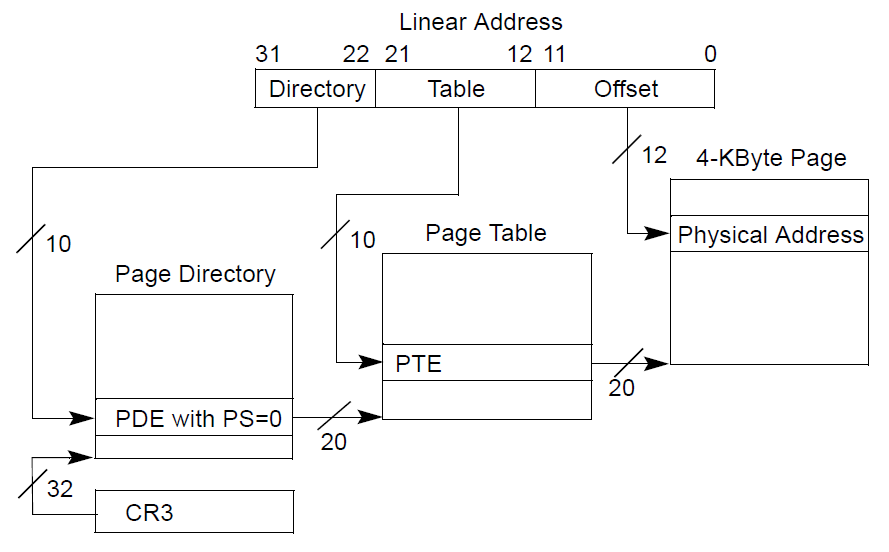 Linear Address
31 22 21 12 11 0
Directory Table Offset
12
4-KByte Page
Physical Address
10
10
Page Table
Page Directory
PTE
20
PDE with PS=0
20
32
CR3